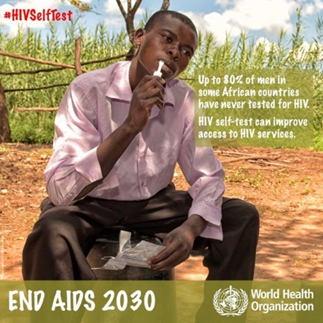 #HIVSelfTest
Up to 80% of men in
some African countries
have never tested for HIV.
HIV self-test can improve
access to HIV services.
END AIDS 2030
World Health
Organization